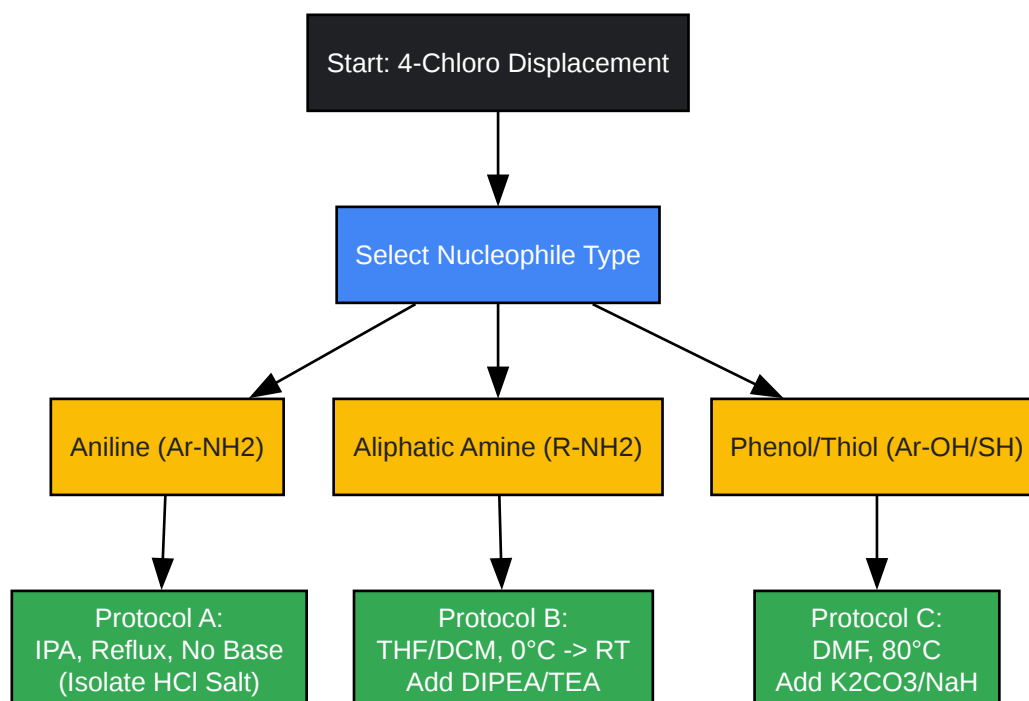 Start: 4-Chloro Displacement
Select Nucleophile Type
Aniline (Ar-NH2)
Aliphatic Amine (R-NH2)
Phenol/Thiol (Ar-OH/SH)
Protocol A:
IPA, Reflux, No Base
(Isolate HCl Salt)
Protocol B:
THF/DCM, 0°C -> RT
Add DIPEA/TEA
Protocol C:
DMF, 80°C
Add K2CO3/NaH